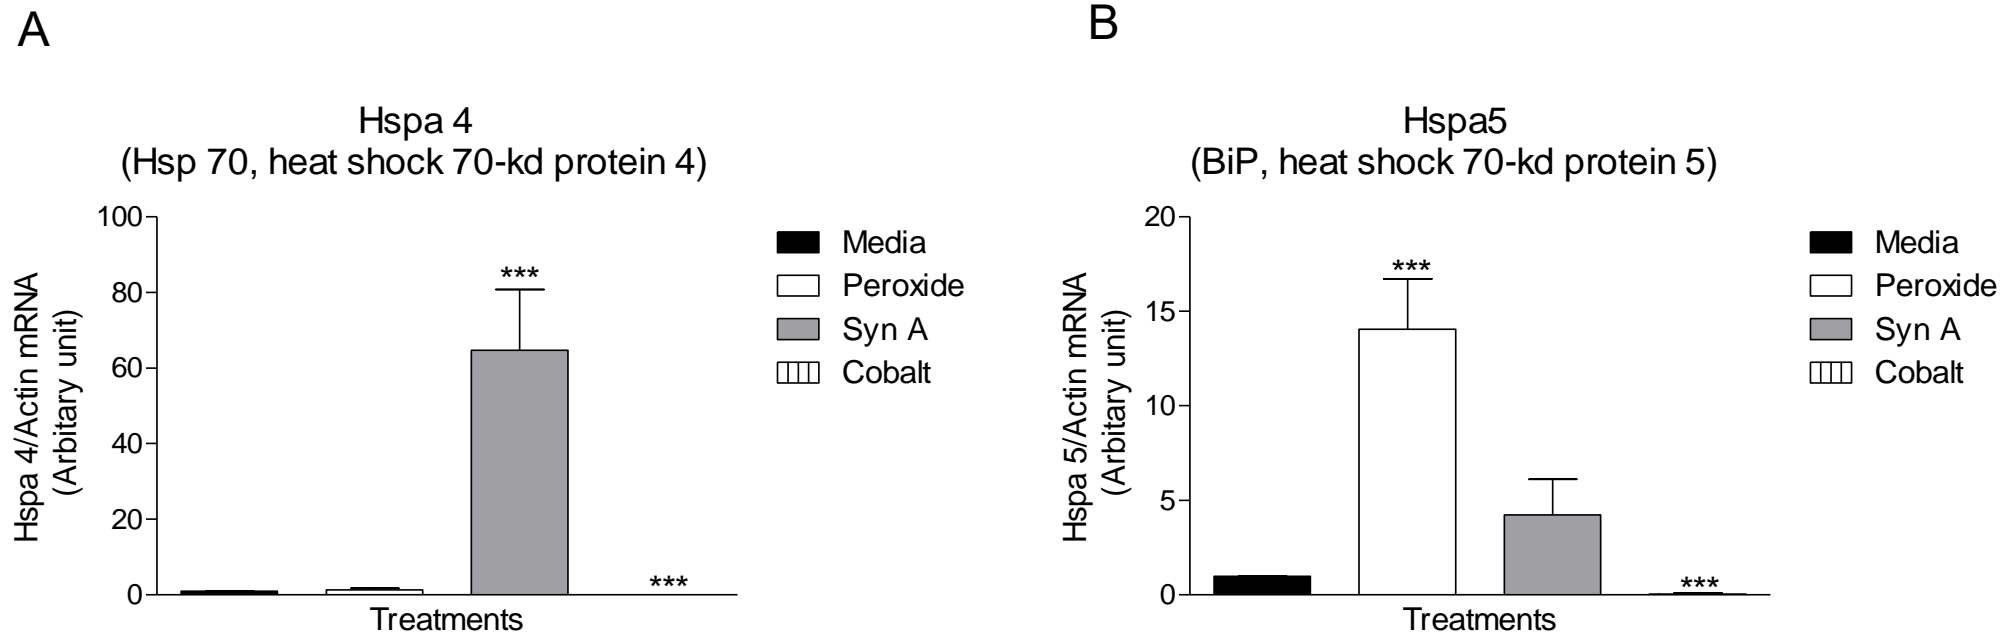 A
Hspa 4
(Hsp 70, heat shock 70-kd protein 4)
Hspa 4/Actin mRNA
(Arbitary unit)
100
80
60
40
20
0
***
***
Treatments
Media
Peroxide
Syn A
Cobalt
B
Hspa5
(BiP, heat shock 70-kd protein 5)
Hspa 5/Actin mRNA
(Arbitary unit)
20
15
10
5
0
***
***
Treatments
Media
Peroxide
Syn A
Cobalt